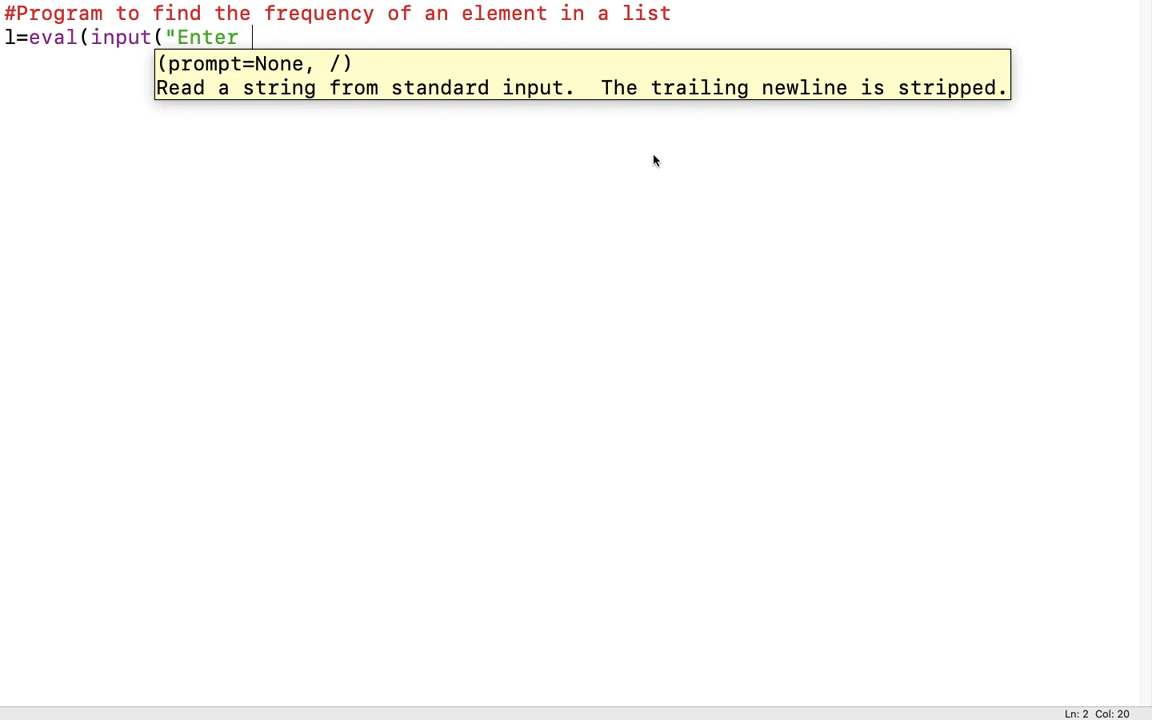 #Program to find the frequency of an element in a list
l=eval(input("Enter
(prompt=None, /)
Read a string from standard input.  The trailing newline is stripped.
Ln: 2  Col: 20